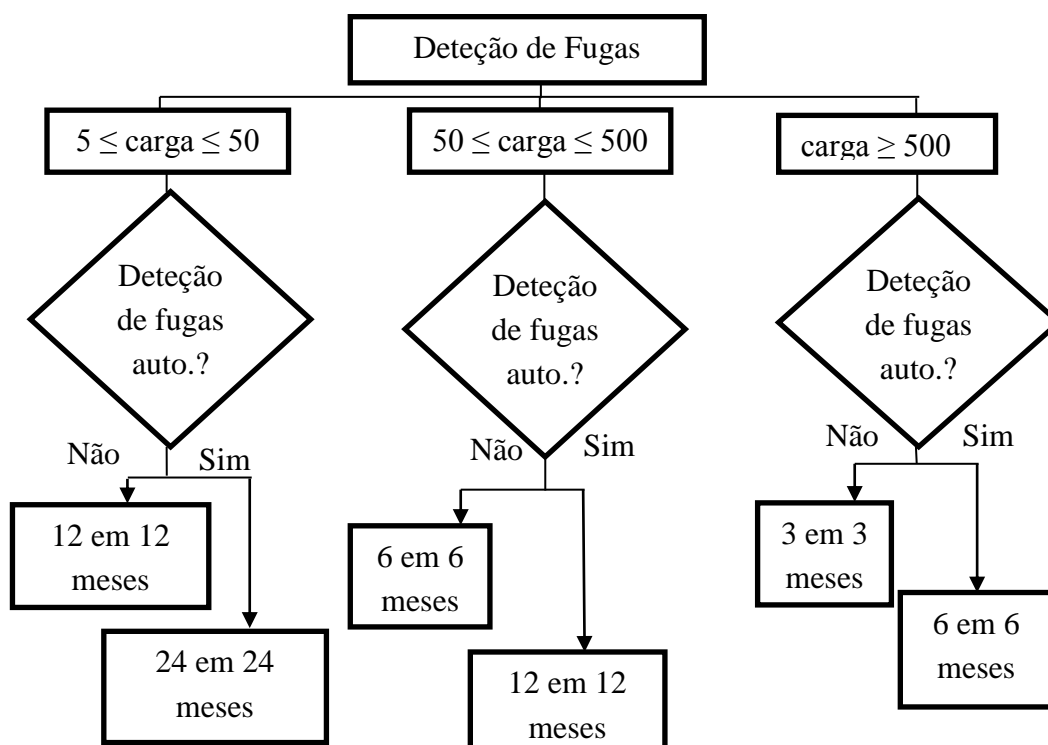 Deteção de Fugas
5 ≤ carga ≤ 50
50 ≤ carga ≤ 500
carga ≥ 500
Deteção
de fugas
auto.?
Deteção
de fugas
auto.?
Deteção
de fugas
auto.?
Não
Sim
Não
Sim
Não
Sim
12 em 12
meses
24 em 24
meses
6 em 6
meses
12 em 12
meses
3 em 3
meses
6 em 6
meses